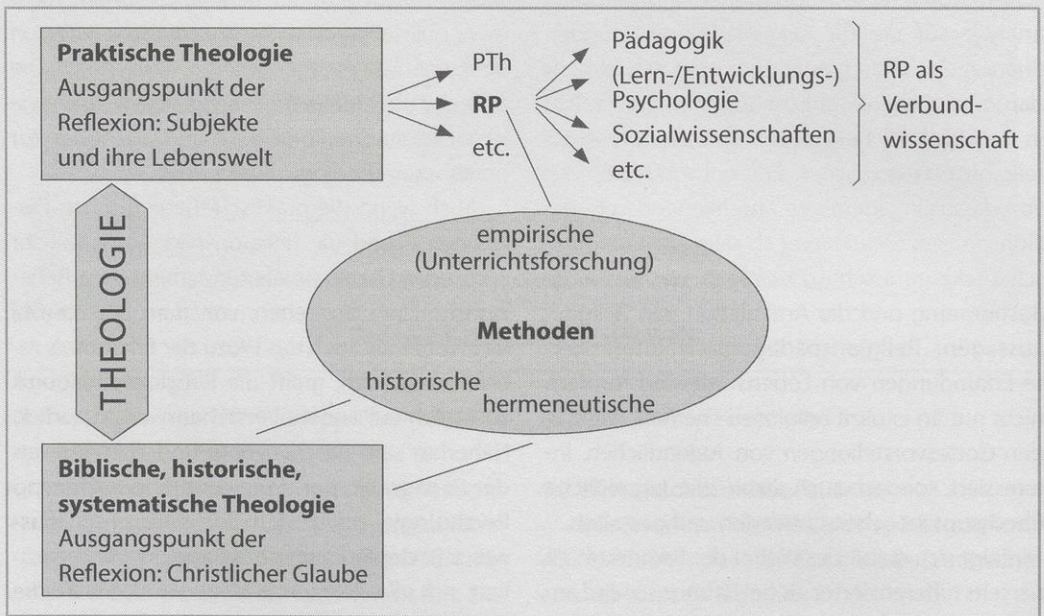 Praktische Theologie
Ausgangspunkt der
Reflexion: Subjekte
und ihre Lebenswelt
PTh
RP
etc.
Pädagogik
(Lern-/Entwicklungs-)
Psychologie
Sozialwissenschaften
etc.
RP als
Verbund-
wissenschaft
THEOLOGIE
empirische
(Unterrichtsforschung)
Methoden
historische
hermeneutische
Biblische, historische,
systematische Theologie
Ausgangspunkt der
Reflexion: Christlicher Glaube